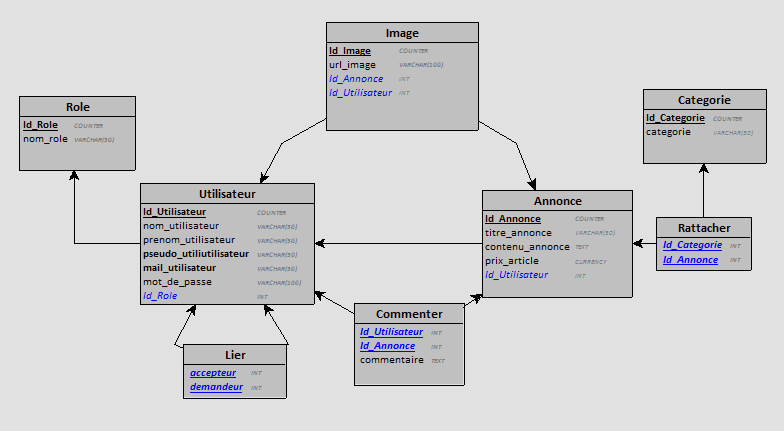 Image
Id_Image COUNTER
url_image VARCHAR(100)
Id_Annonce INT
Id_Utilisateur INT
Role
Id_Role COUNTER
nom_role VARCHAR(50)
Categorie
Id_Categorie COUNTER
categorie VARCHAR(50)
Utilisateur
Id_Utilisateur COUNTER
nom_utilisateur VARCHAR(50)
prenom_utilisateur VARCHAR(50)
pseudo_utiliutilisateur VARCHAR(50)
mail_utilisateur VARCHAR(50)
mot_de_passe VARCHAR(100)
Id_Role INT
Annonce
Id_Annonce COUNTER
titre_annonce VARCHAR(50)
contenu_annonce TEXT
prix_article CURRENCY
Id_Utilisateur INT
Rattacher
Id_Categorie INT
Id_Annonce INT
Commenter
Id_Utilisateur INT
Id_Annonce INT
commentaire TEXT
Lier
accepteur INT
demandeur INT